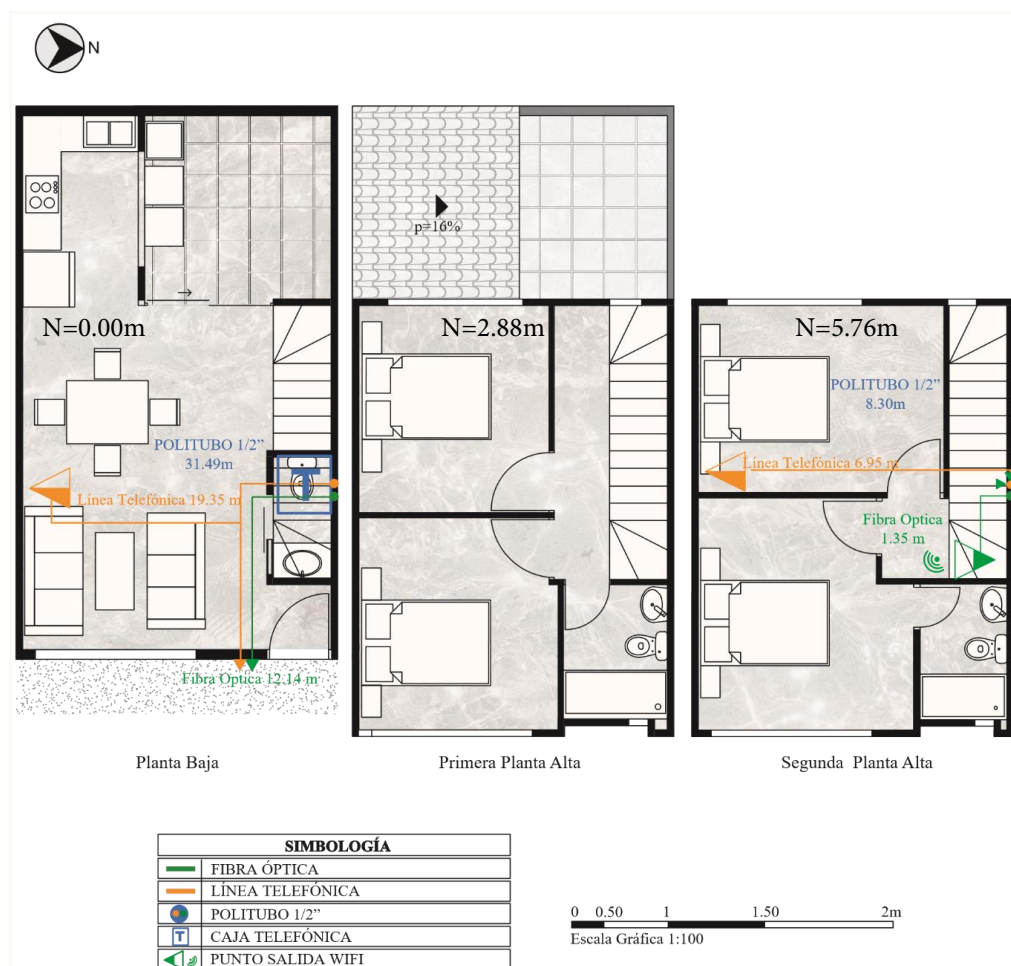 N
p=16%
N=0.00m
N=2.88m
N=5.76m
POLITUBO 1/2”
31.49m
Línea Telefónica 19.35 m
T
Fibra Optica 12.14 m
POLITUBO 1/2”
8.30m
Línea Telefónica 6.95 m
Fibra Optica
1.35 m
Planta Baja
Primera Planta Alta
Segunda Planta Alta
SIMBOLOGÍA
FIBRA ÓPTICA
LÍNEA TELEFÓNICA
POLITUBO 1/2”
T CAJA TELEFÓNICA
PUNTO SALIDA WIFI
0 0.50 1 1.50 2m
Escala Gráfica 1:100